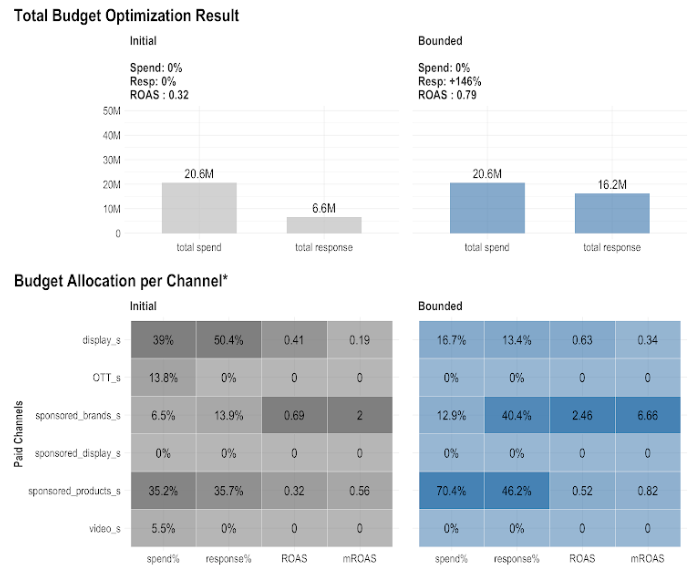 Total Budget Optimization Result
Initial
Bounded
Spend: 0%
Resp: 0%
ROAS : 0.32
Spend: 0%
Resp: +146%
ROAS : 0.79
50M
40M
30M
20M
10M
0
20.6M
6.6M
20.6M
16.2M
total spend
total response
total spend
total response
Budget Allocation per Channel*
Initial
Bounded
Paid Channels
display_s 39% 50.4% 0.41 0.19 16.7% 13.4% 0.63 0.34
OTT_s 13.8% 0% 0 0 0% 0% 0 0
sponsored_brands_s 6.5% 13.9% 0.69 2 12.9% 40.4% 2.46 6.66
sponsored_display_s 0% 0% 0 0 0% 0% 0 0
sponsored_products_s 35.2% 35.7% 0.32 0.56 70.4% 46.2% 0.52 0.82
video_s 5.5% 0% 0 0 0% 0% 0 0
spend% response% ROAS mROAS spend% response% ROAS mROAS